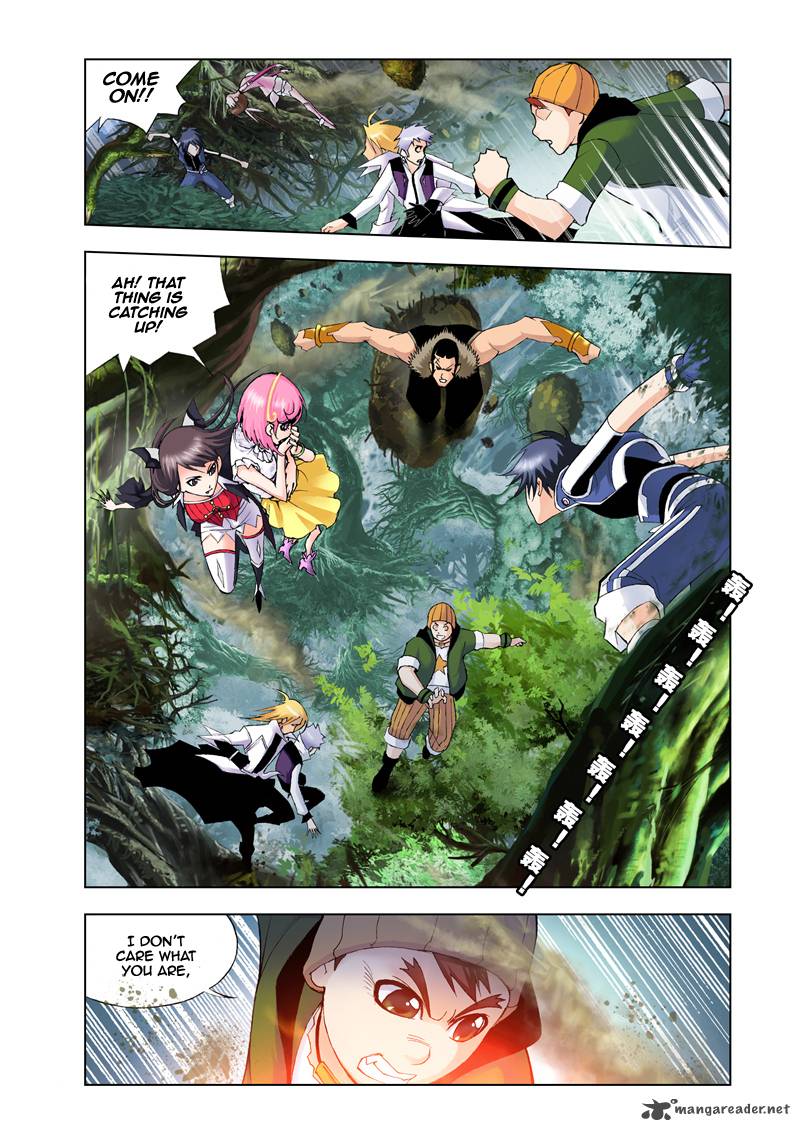 COME
ON!!
AH! THAT
THING IS
CATCHING
UP!
轰! 轰! 轰! 轰! 轰! 轰! 轰!
I DON'T
CARE WHAT
YOU ARE,
mangareader.net